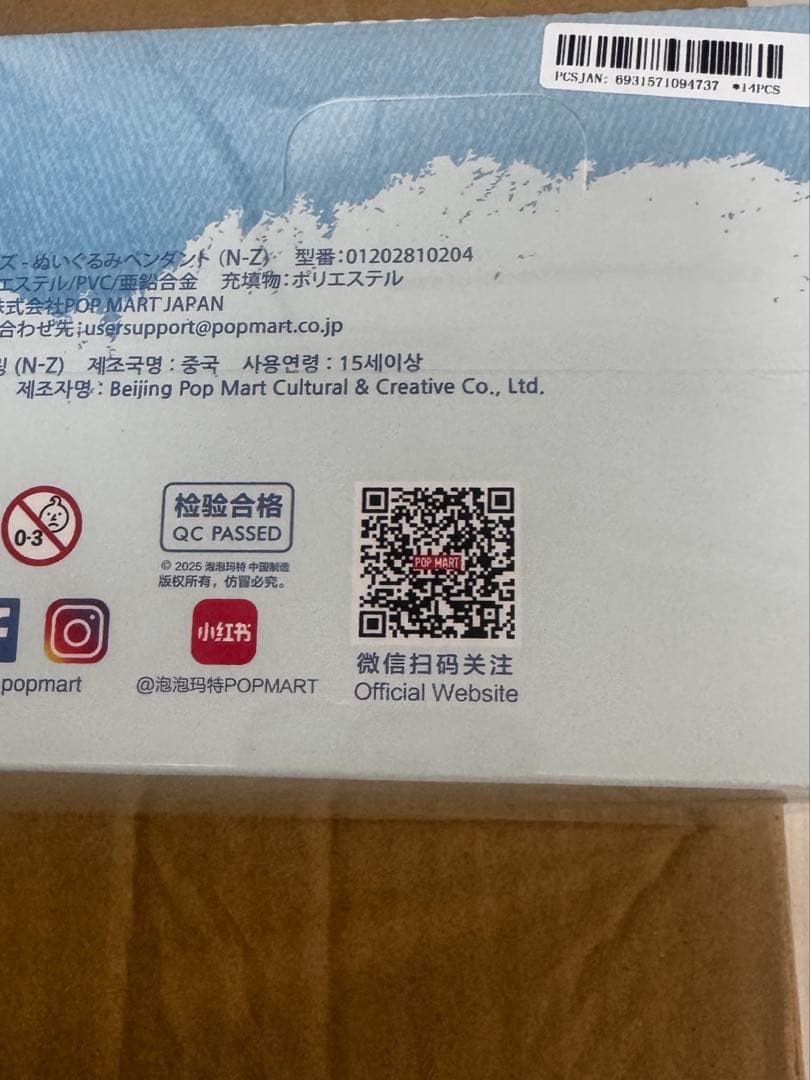 PCSJAN: 6931571094737 *14PCS
ズ - ぬいぐるみペンダント (N-Z) 型番:01202810204
エステル/PVC/亜鉛合金 充填物:ポリエステル
株式会社POP MART JAPAN
合わせ先:usersupport@popmart.co.jp
링 (N-Z) 제조국명 : 중국 사용연령 : 15세이상
제조자명 : Beijing Pop Mart Cultural & Creative Co., Ltd.
0-3
检验合格
QC PASSED
© 2025 泡泡玛特 中国制造
版权所有，仿冒必究。
POP MART
小红书
popmart
@泡泡玛特POPMART
微信扫码关注
Official Website